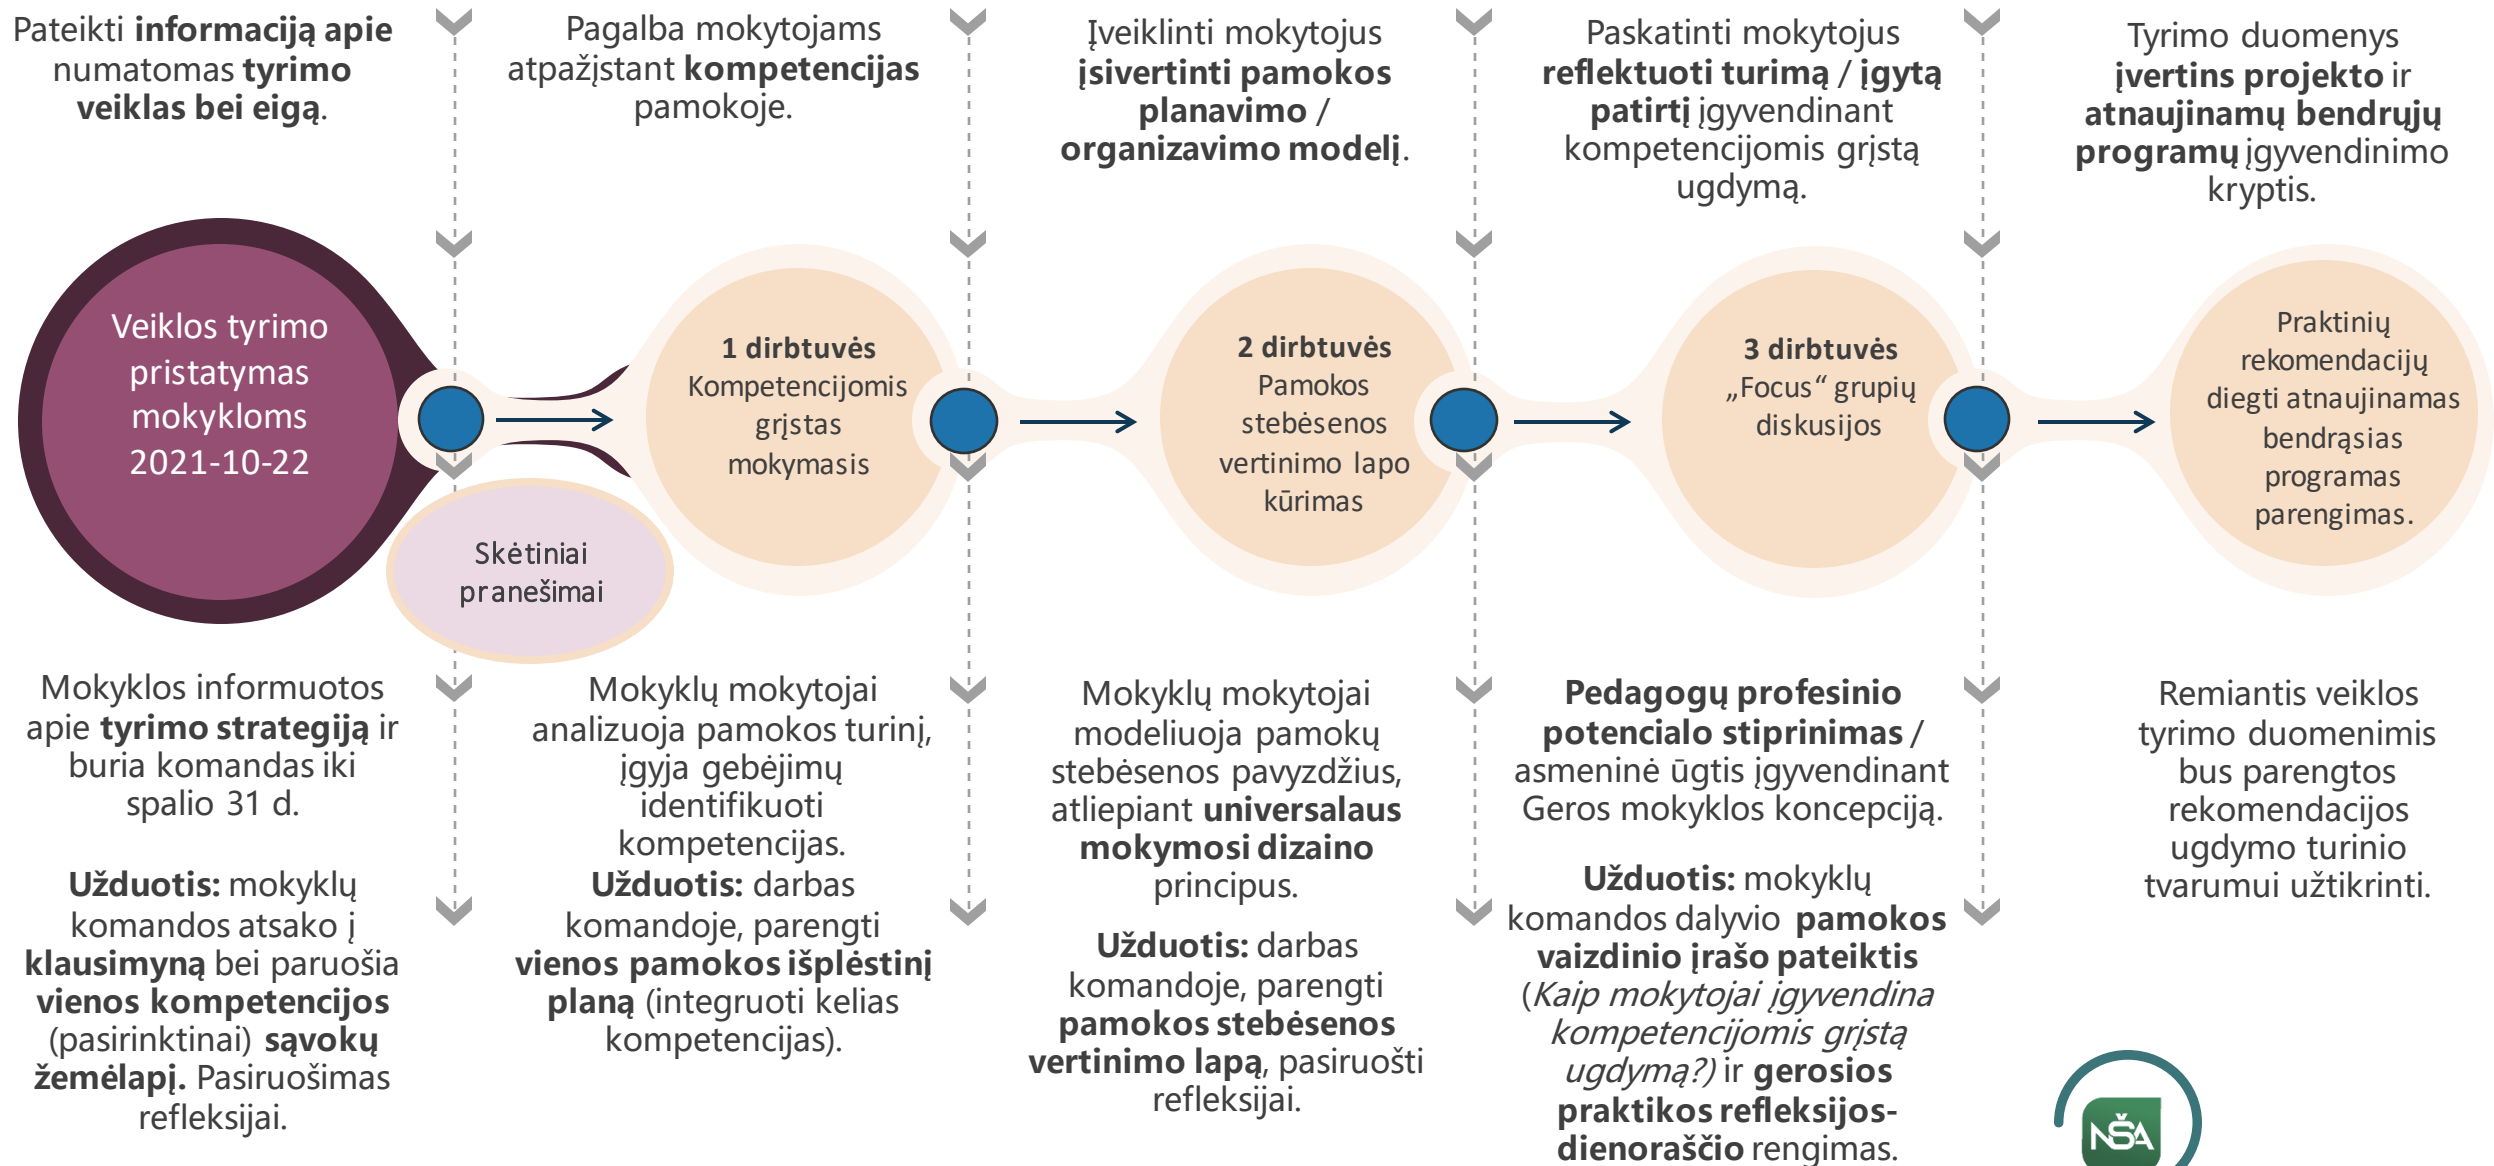 Pateikti informaciją apie
numatomas tyrimo
veiklas bei eigą.
Pagalba mokytojams
atpažįstant kompetencijas
pamokoje.
Įveiklinti mokytojus
įsivertinti pamokos
planavimo /
organizavimo modelį.
Paskatinti mokytojus
reflektuoti turimą / įgytą
patirtį įgyvendinant
kompetencijomis grįstą
ugdymą.
Tyrimo duomenys
įvertins projekto ir
atnaujinamų bendrųjų
programų įgyvendinimo
kryptis.
Veiklos tyrimo
pristatymas
mokykloms
2021-10-22
Skėtiniai
pranešimai
1 dirbtuvės
Kompetencijomis
grįstas
mokymasis
2 dirbtuvės
Pamokos
stebėsenos
vertinimo lapo
kūrimas
3 dirbtuvės
„Focus“ grupių
diskusijos
Praktinių
rekomendacijų
diegti atnaujinamas
bendrąsias
programas
parengimas.
Mokyklos informuotos
apie tyrimo strategiją ir
buria komandas iki
spalio 31 d.
Užduotis: mokyklų
komandos atsako į
klausimyną bei paruošia
vienos kompetencijos
(pasirinktinai) sąvokų
žemėlapį. Pasiruošimas
refleksijai.
Mokyklų mokytojai
analizuoja pamokos turinį,
įgyja gebėjimų
identifikuoti
kompetencijas.
Užduotis: darbas
komandoje, parengti
vienos pamokos išplėstinį
planą (integruoti kelias
kompetencijas).
Mokyklų mokytojai
modeliuoja pamokų
stebėsenos pavyzdžius,
atliepiant universalaus
mokymosi dizaino
principus.
Užduotis: darbas
komandoje, parengti
pamokos stebėsenos
vertinimo lapą, pasiruošti
refleksijai.
Pedagogų profesinio
potencialo stiprinimas /
asmeninė ūgtis įgyvendinant
Geros mokyklos koncepciją.
Užduotis: mokyklų
komandos dalyvio pamokos
vaizdinio įrašo pateiktis
(Kaip mokytojai įgyvendina
kompetencijomis grįstą
ugdymą?) ir gerosios
praktikos refleksijos-
dienoraščio rengimas.
Remiantis veiklos
tyrimo duomenimis
bus parengtos
rekomendacijos
ugdymo turinio
tvarumui užtikrinti.
NŠA